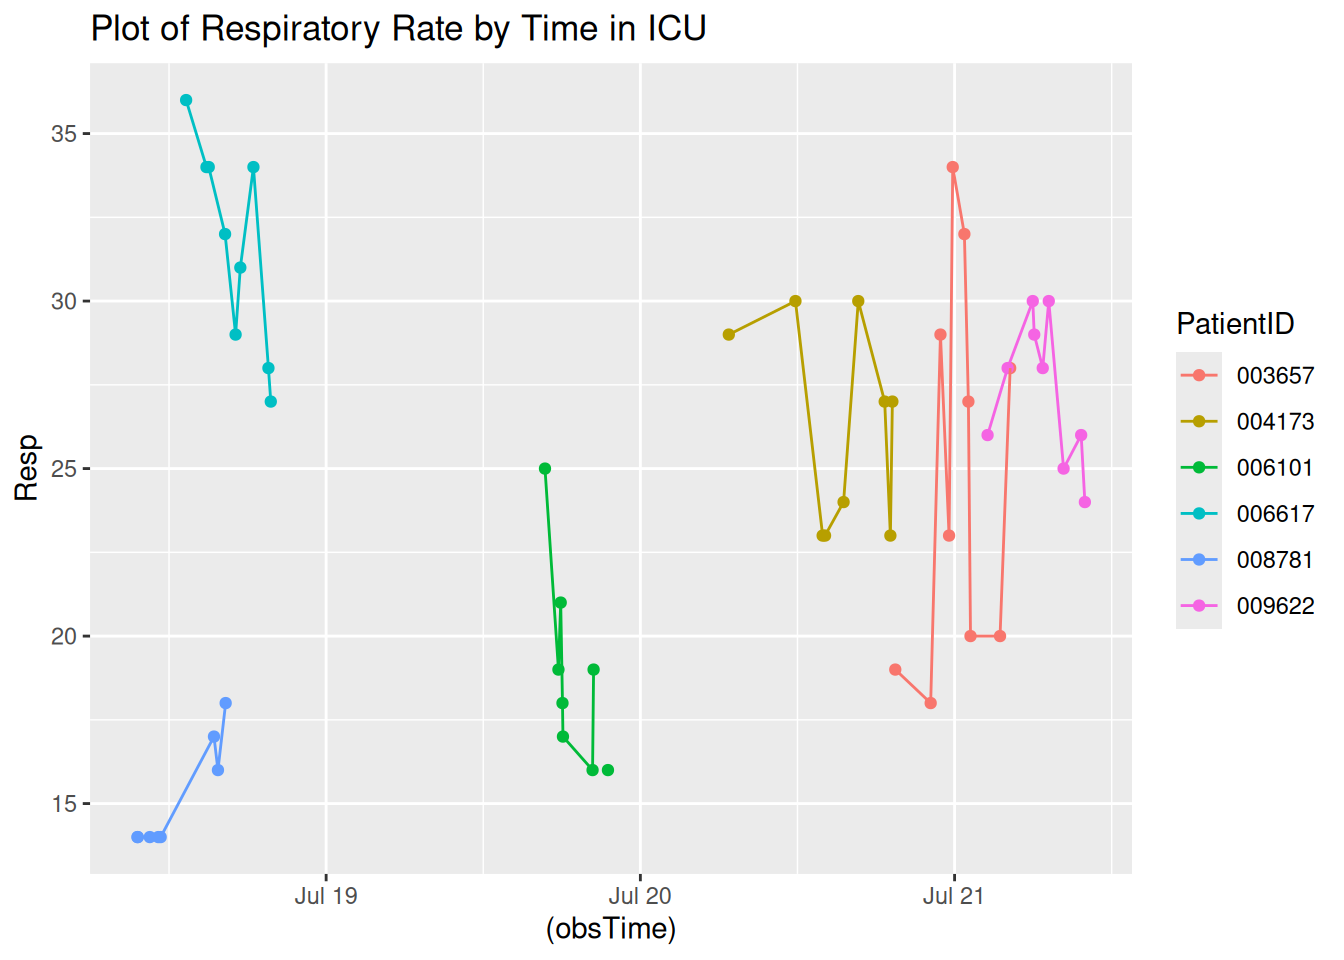 Plot of Respiratory Rate by Time in ICU
35
30
25
20
15
Resp
Jul 19
Jul 20
Jul 21
(obsTime)
PatientID
003657
004173
006101
006617
008781
009622